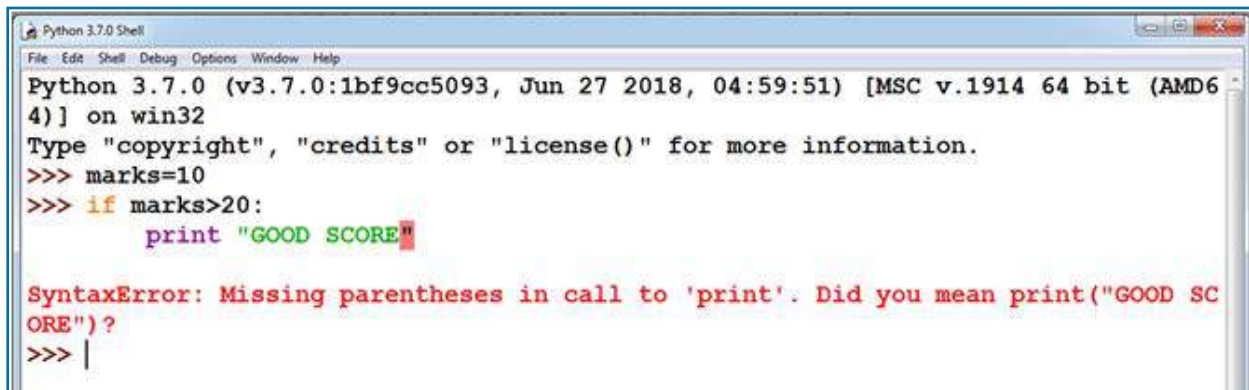 Python 3.7.0 Shell
File Edit Shell Debug Options Window Help
Python 3.7.0 (v3.7.0:1bf9cc5093, Jun 27 2018, 04:59:51) [MSC v.1914 64 bit (AMD6
4)] on win32
Type "copyright", "credits" or "license()" for more information.
>>> marks=10
>>> if marks>20:
print "GOOD SCORE"
SyntaxError: Missing parentheses in call to 'print'. Did you mean print("GOOD SC
ORE")?
>>>